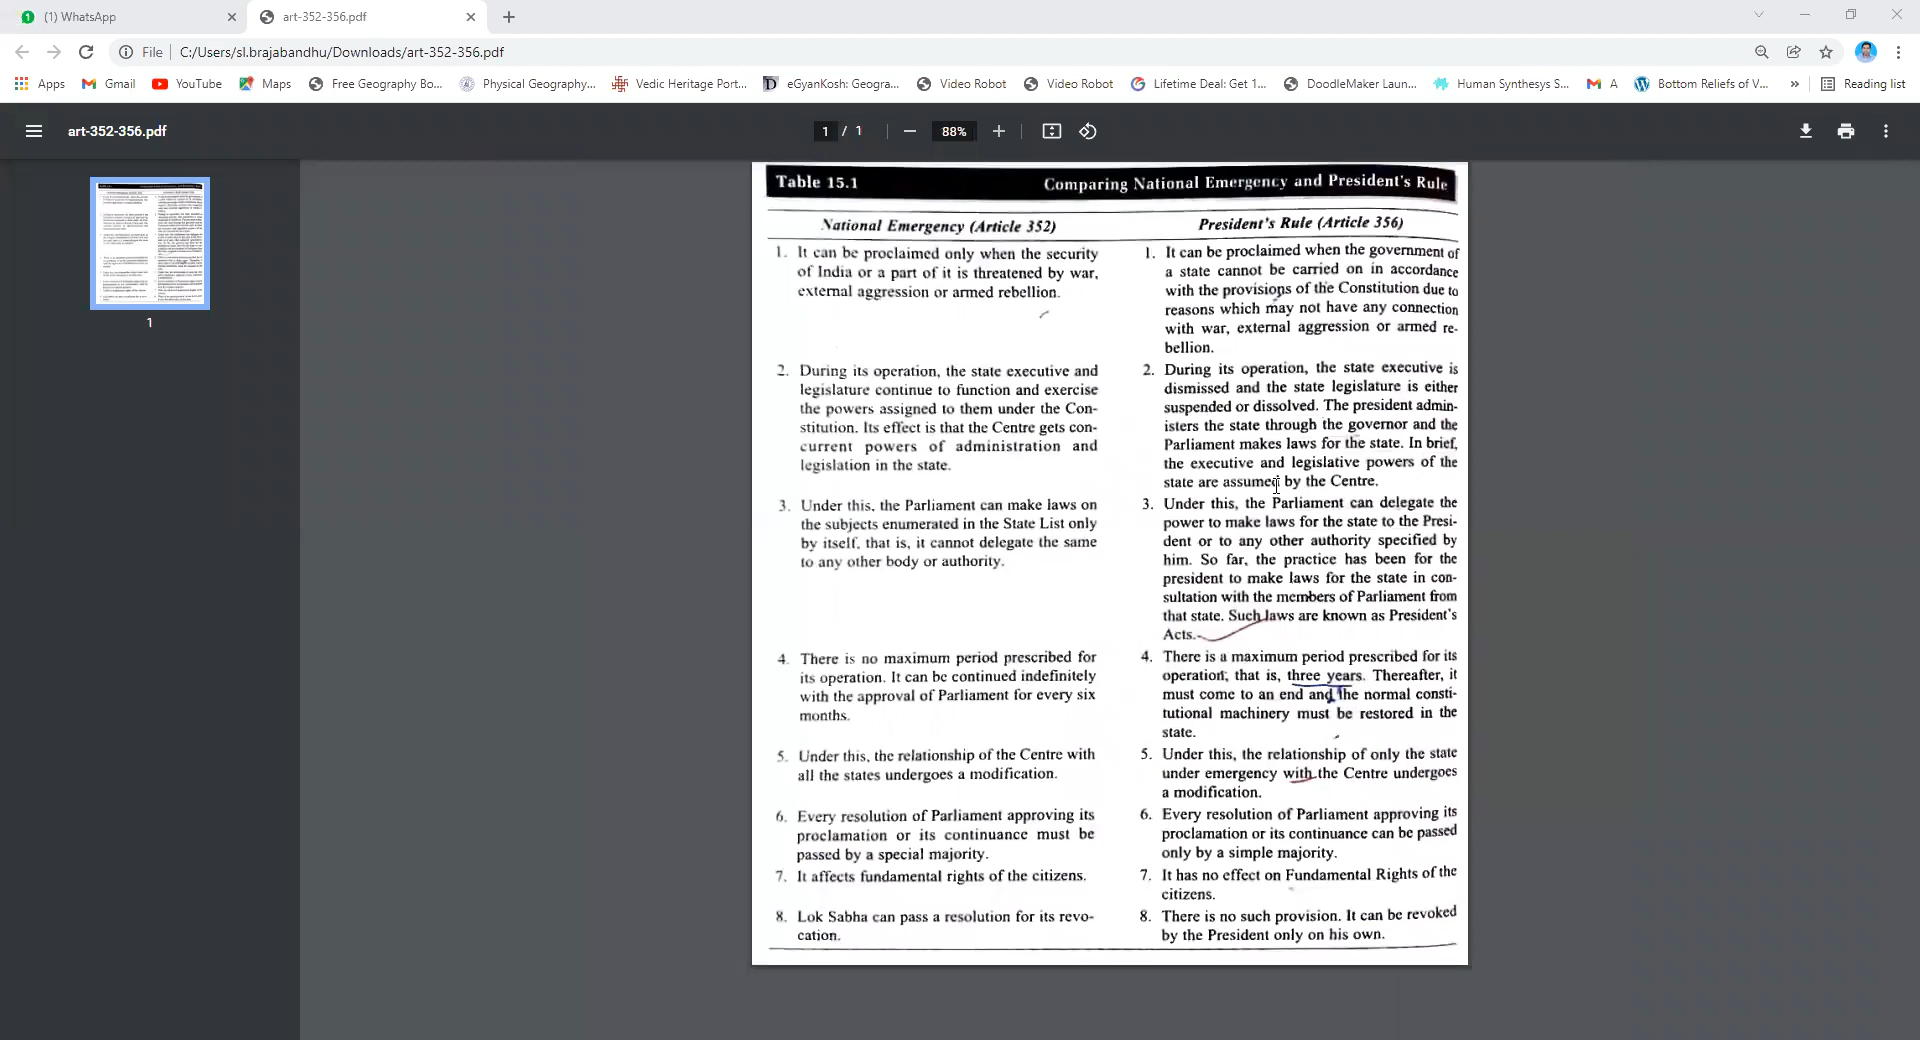 (1) WhatsApp
art-352-356.pdf
File
C:/Users/sl.brajabandhu/Downloads/art-352-356.pdf
Apps
Gmail
YouTube
Maps
Free Geography Bo...
Physical Geography...
Vedic Heritage Port...
eGyanKosh: Geogra...
Video Robot
Video Robot
Lifetime Deal: Get 1...
DoodleMaker Laun...
Human Synthesys S...
A
Bottom Reliefs of V...
»
Reading list
art-352-356.pdf
1 / 1
88%
1
Table 15.1 Comparing National Emergency and President's Rule
National Emergency (Article 352)
1. It can be proclaimed only when the security
of India or a part of it is threatened by war,
external aggression or armed rebellion.
2. During its operation, the state executive and
legislature continue to function and exercise
the powers assigned to them under the Con-
stitution. Its effect is that the Centre gets con-
current powers of administration and
legislation in the state.
3. Under this, the Parliament can make laws on
the subjects enumerated in the State List only
by itself, that is, it cannot delegate the same
to any other body or authority.
4. There is no maximum period prescribed for
its operation. It can be continued indefinitely
with the approval of Parliament for every six
months.
5. Under this, the relationship of the Centre with
all the states undergoes a modification.
6. Every resolution of Parliament approving its
proclamation or its continuance must be
passed by a special majority.
7. It affects fundamental rights of the citizens.
8. Lok Sabha can pass a resolution for its revo-
cation.
President's Rule (Article 356)
1. It can be proclaimed when the government of
a state cannot be carried on in accordance
with the provisions of the Constitution due to
reasons which may not have any connection
with war, external aggression or armed re-
bellion.
2. During its operation, the state executive is
dismissed and the state legislature is either
suspended or dissolved. The president admin-
isters the state through the governor and the
Parliament makes laws for the state. In brief,
the executive and legislative powers of the
state are assumed by the Centre.
3. Under this, the Parliament can delegate the
power to make laws for the state to the Presi-
dent or to any other authority specified by
him. So far, the practice has been for the
president to make laws for the state in con-
sultation with the members of Parliament from
that state. Such laws are known as President's
Acts.
4. There is a maximum period prescribed for its
operation, that is, three years. Thereafter, it
must come to an end and the normal consti-
tutional machinery must be restored in the
state.
5. Under this, the relationship of only the state
under emergency with the Centre undergoes
a modification.
6. Every resolution of Parliament approving its
proclamation or its continuance can be passed
only by a simple majority.
7. It has no effect on Fundamental Rights of the
citizens.
8. There is no such provision. It can be revoked
by the President only on his own.